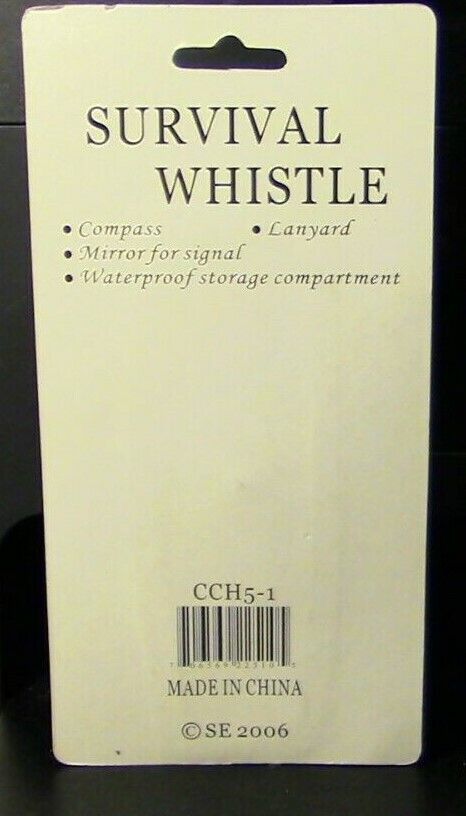 SURVIVAL
WHISTLE
• Compass • Lanyard
• Mirror for signal
• Waterproof storage compartment
CCH5-1
MADE IN CHINA
©SE 2006